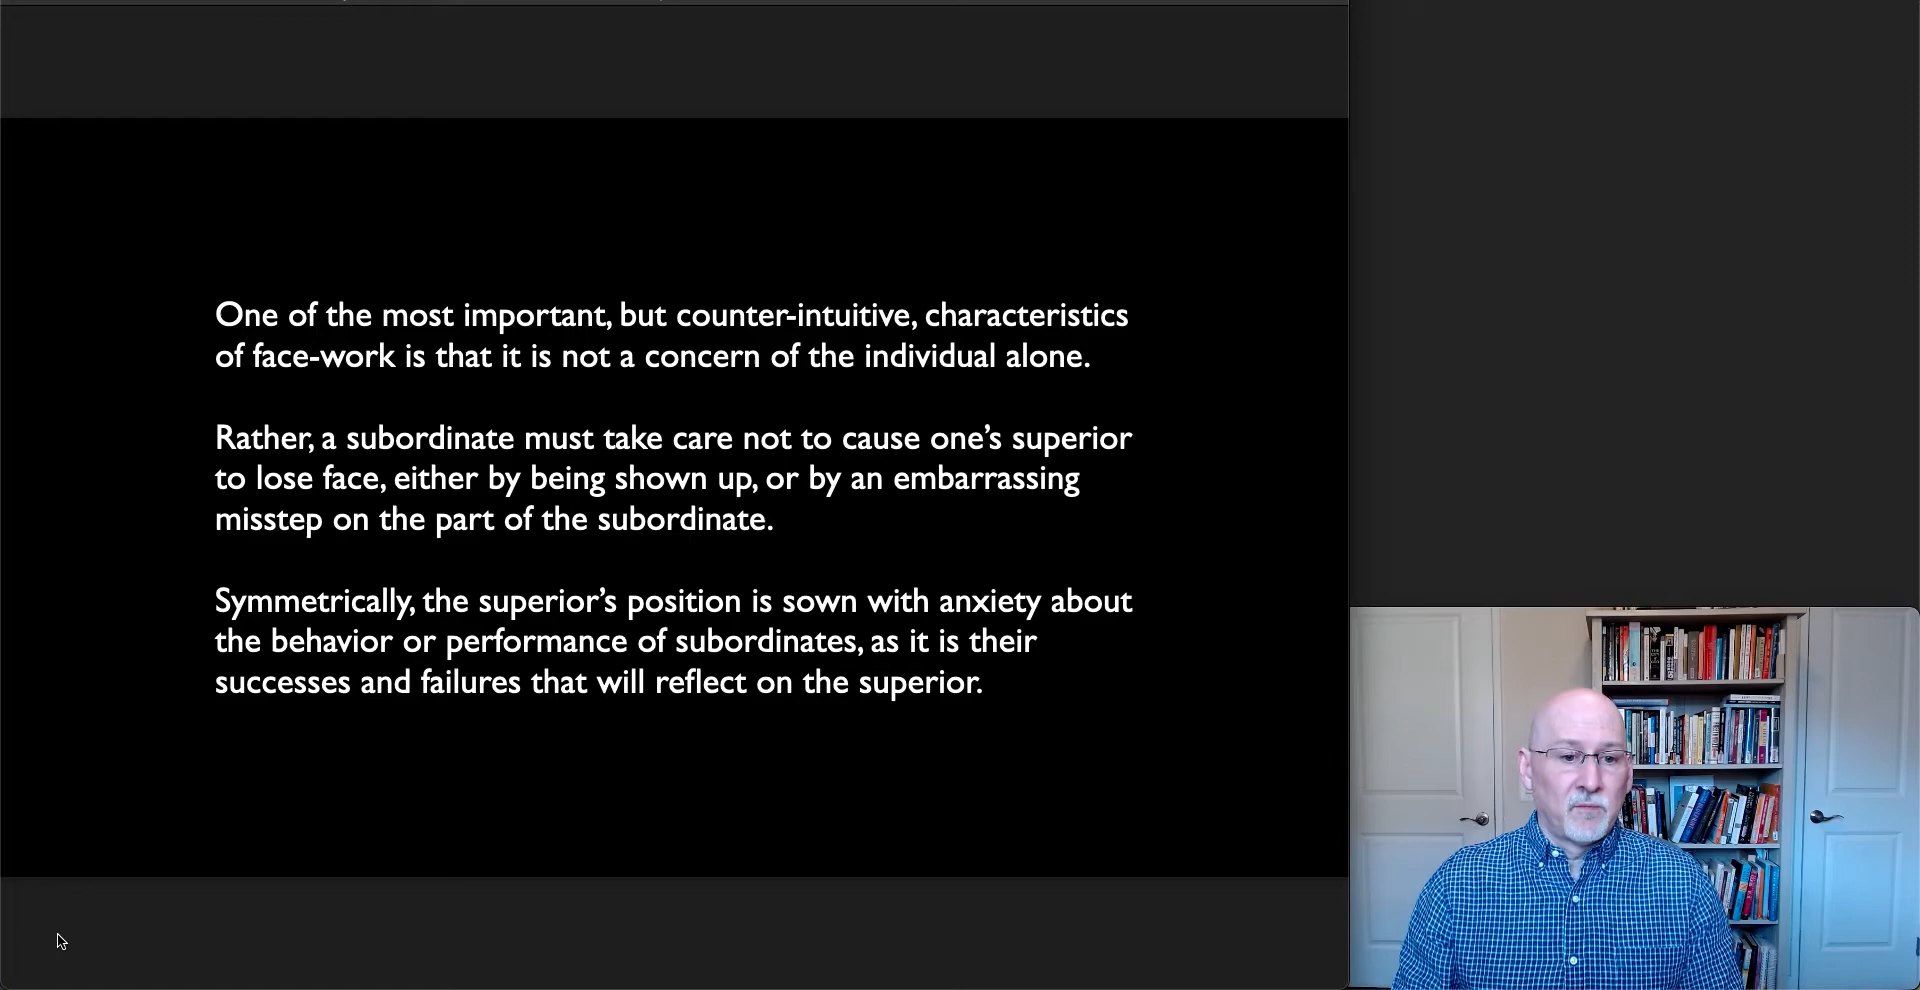 One of the most important, but counter-intuitive, characteristics
of face-work is that it is not a concern of the individual alone.
Rather, a subordinate must take care not to cause one’s superior
to lose face, either by being shown up, or by an embarrassing
misstep on the part of the subordinate.
Symmetrically, the superior’s position is sown with anxiety about
the behavior or performance of subordinates, as it is their
successes and failures that will reflect on the superior.